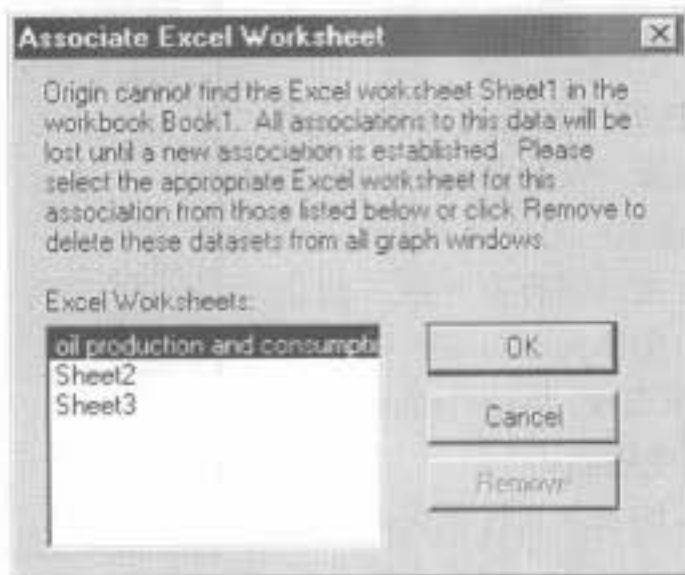 Associate Excel Worksheet
Origin cannot find the Excel worksheet Sheet1 in the
workbook Book1. All associations to this data will be
lost until a new association is established. Please
select the appropriate Excel worksheet for this
association from those listed below or click Remove to
delete these datasets from all graph windows.
Excel Worksheets:
oil production and consumptio
Sheet2
Sheet3
OK
Cancel
Remove